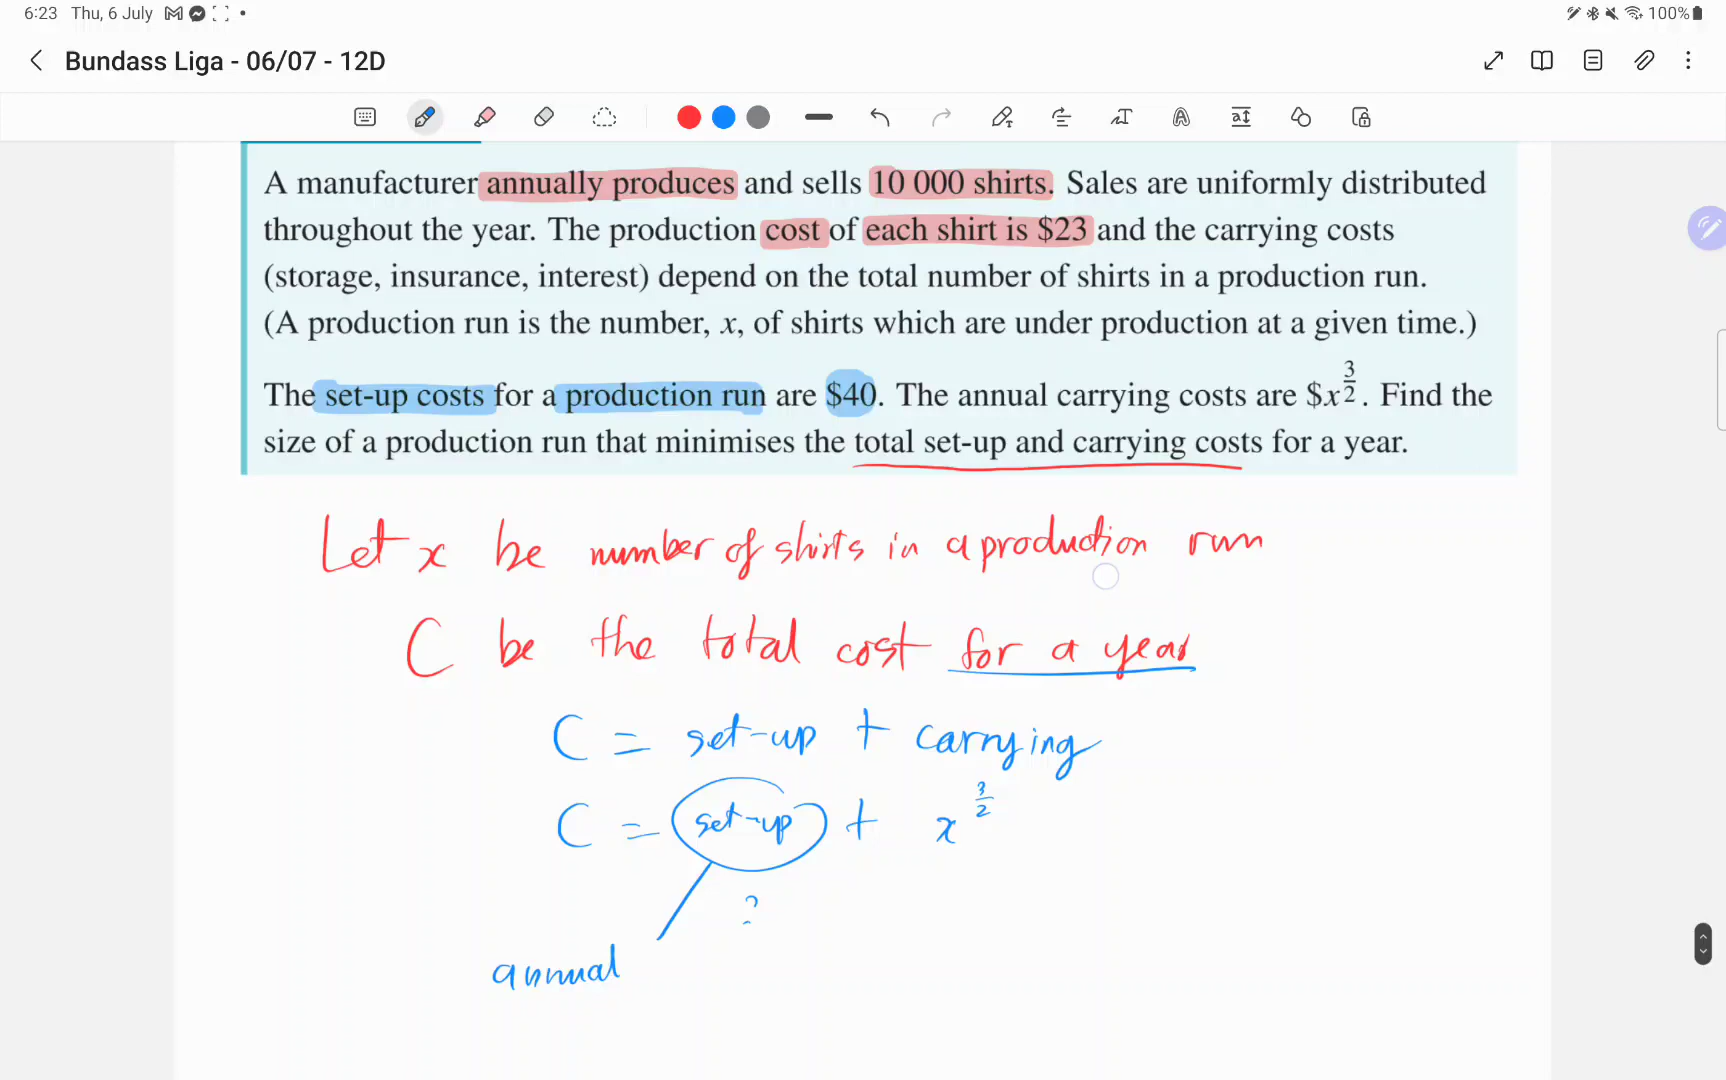 6:23 Thu, 6 July 100%
Bundass Liga - 06/07 - 12D
A manufacturer annually produces and sells 10 000 shirts. Sales are uniformly distributed
throughout the year. The production cost of each shirt is $23 and the carrying costs
(storage, insurance, interest) depend on the total number of shirts in a production run.
(A production run is the number, x, of shirts which are under production at a given time.)
The set-up costs for a production run are $40. The annual carrying costs are $x^(3/2). Find the
size of a production run that minimises the total set-up and carrying costs for a year.
Let x be number of shirts in a production run
C be the total cost for a year
C = set-up + carrying
C = set-up + x^(3/2)
?
annual